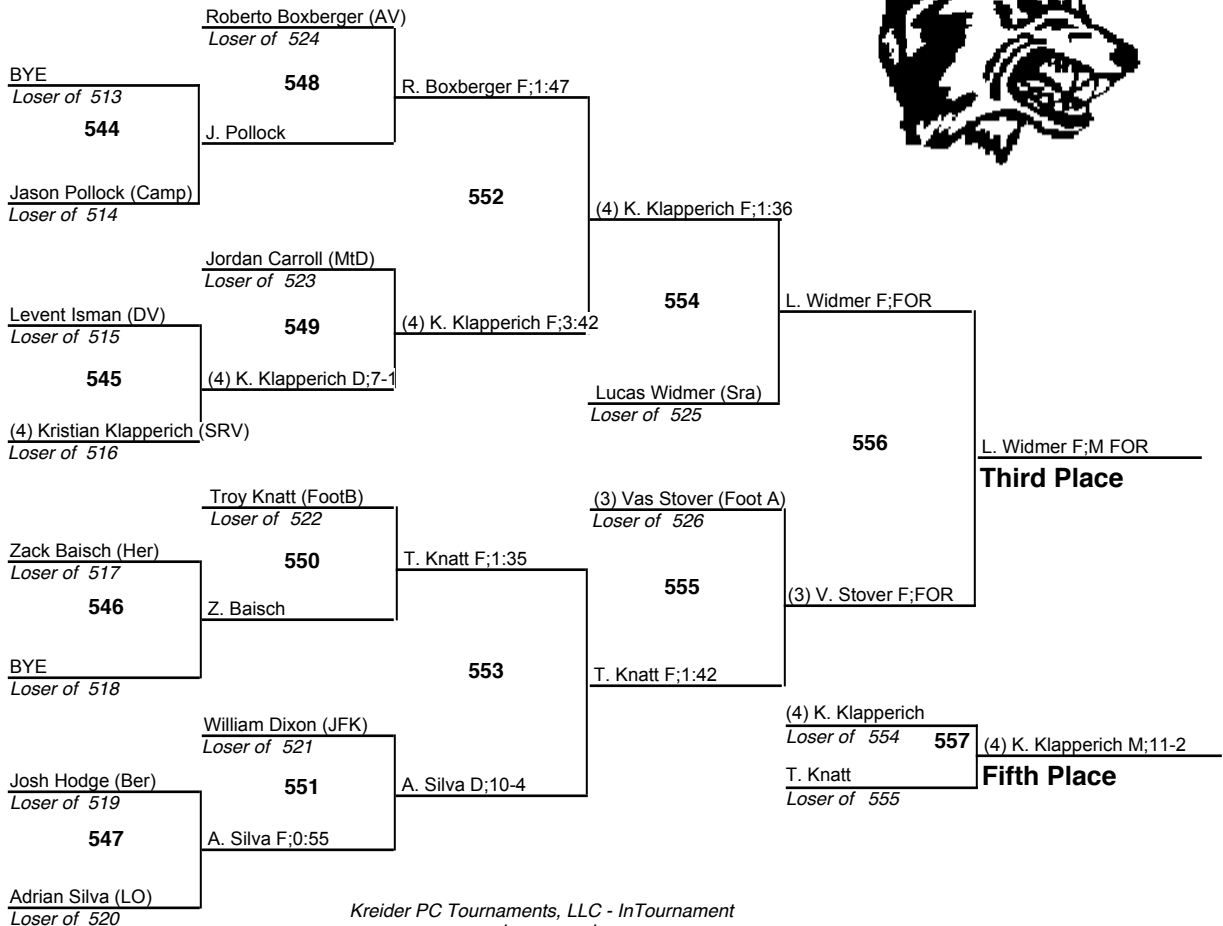 Roberto Boxberger (AV)
Loser of 524
BYE
Loser of 513
548
R. Boxberger F;1:47
544
J. Pollock
Jason Pollock (Camp)
Loser of 514
552
(4) K. Klapperich F;1:36
Jordan Carroll (MtD)
Loser of 523
Levent Isman (DV)
Loser of 515
549
(4) K. Klapperich F;3:42
554
L. Widmer F;FOR
545
(4) K. Klapperich D;7-1
Lucas Widmer (Sra)
Loser of 525
(4) Kristian Klapperich (SRV)
Loser of 516
556
L. Widmer F;M FOR
Third Place
Troy Knatt (FootB)
Loser of 522
(3) Vas Stover (Foot A)
Loser of 526
Zack Baisch (Her)
Loser of 517
550
T. Knatt F;1:35
555
(3) V. Stover F;FOR
546
Z. Baisch
BYE
Loser of 518
553
T. Knatt F;1:42
William Dixon (JFK)
Loser of 521
(4) K. Klapperich
Loser of 554
557
(4) K. Klapperich M;11-2
Fifth Place
T. Knatt
Loser of 555
Josh Hodge (Ber)
Loser of 519
551
A. Silva D;10-4
547
A. Silva F;0:55
Adrian Silva (LO)
Loser of 520
Kreider PC Tournaments, LLC - InTournament